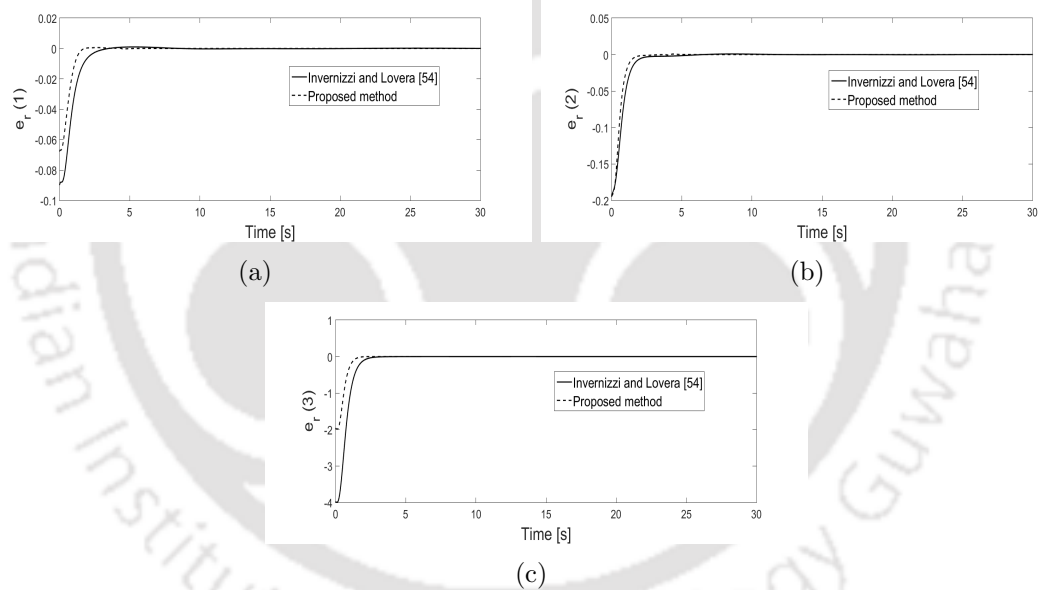 0.02
0
-0.02
-0.04
-0.06
-0.08
-0.1
e_r (1)
0 5 10 15 20 25 30
Time [s]
Invernizzi and Lovera [54]
Proposed method
(a)
0.05
0
-0.05
-0.1
-0.15
-0.2
e_r (2)
0 5 10 15 20 25 30
Time [s]
Invernizzi and Lovera [54]
Proposed method
(b)
1
0
-1
-2
-3
-4
e_r (3)
0 5 10 15 20 25 30
Time [s]
Invernizzi and Lovera [54]
Proposed method
(c)